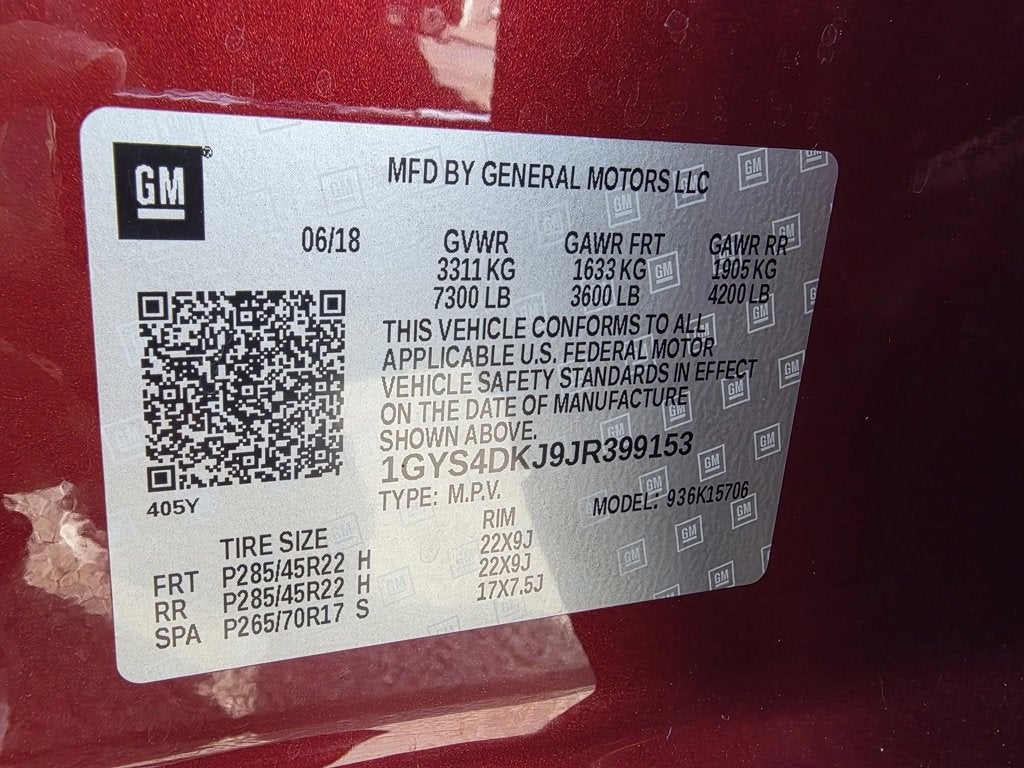 GM®
MFD BY GENERAL MOTORS LLC
06/18
GVWR GAWR FRT GAWR RR
3311 KG 1633 KG 1905 KG
7300 LB 3600 LB 4200 LB
THIS VEHICLE CONFORMS TO ALL
APPLICABLE U.S. FEDERAL MOTOR
VEHICLE SAFETY STANDARDS IN EFFECT
ON THE DATE OF MANUFACTURE
SHOWN ABOVE.
1GYS4DKJ9JR399153
TYPE: M.P.V. MODEL: 936K15706
405Y
TIRE SIZE RIM
FRT P285/45R22 H 22X9J
RR P285/45R22 H 22X9J
SPA P265/70R17 S 17X7.5J